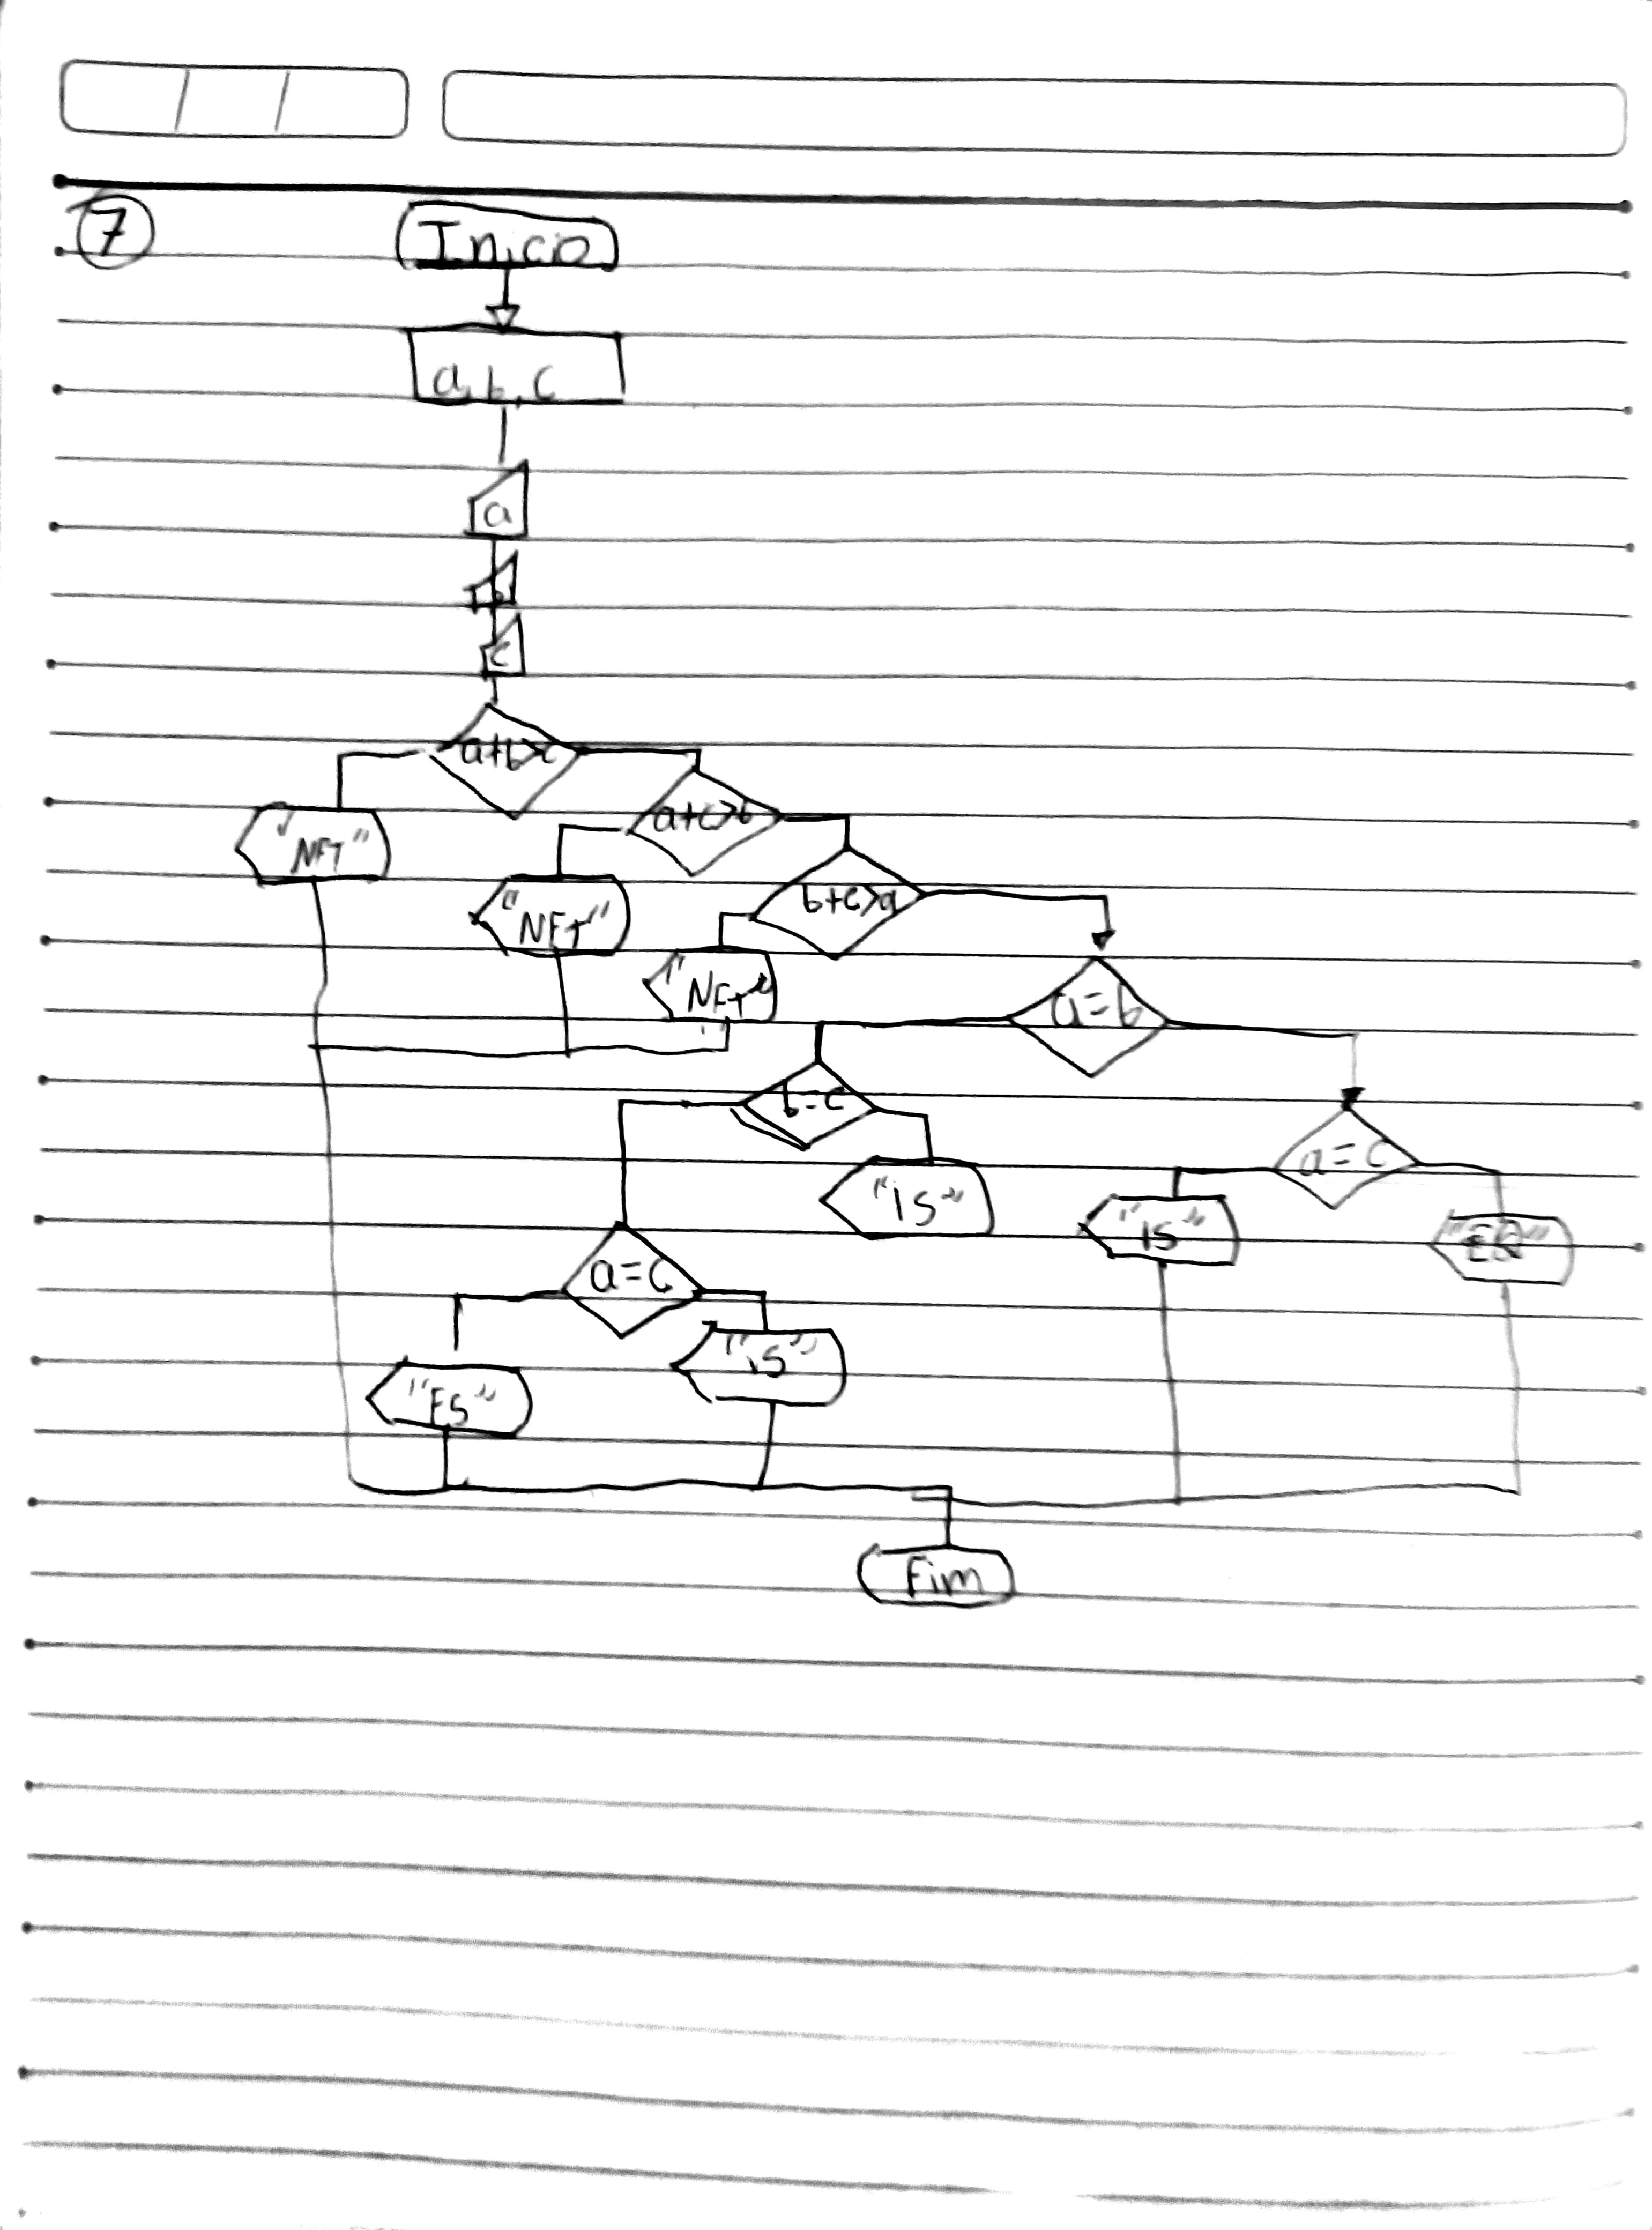 7
Inicio
a, b, c
a
b
c
a+b>c
a+c>b
"NFT"
b+c>a
"NFT"
"NFT"
a=b
b=c
a=c
"iS"
"iS"
"EQ"
a=c
"iS"
"ES"
Fim